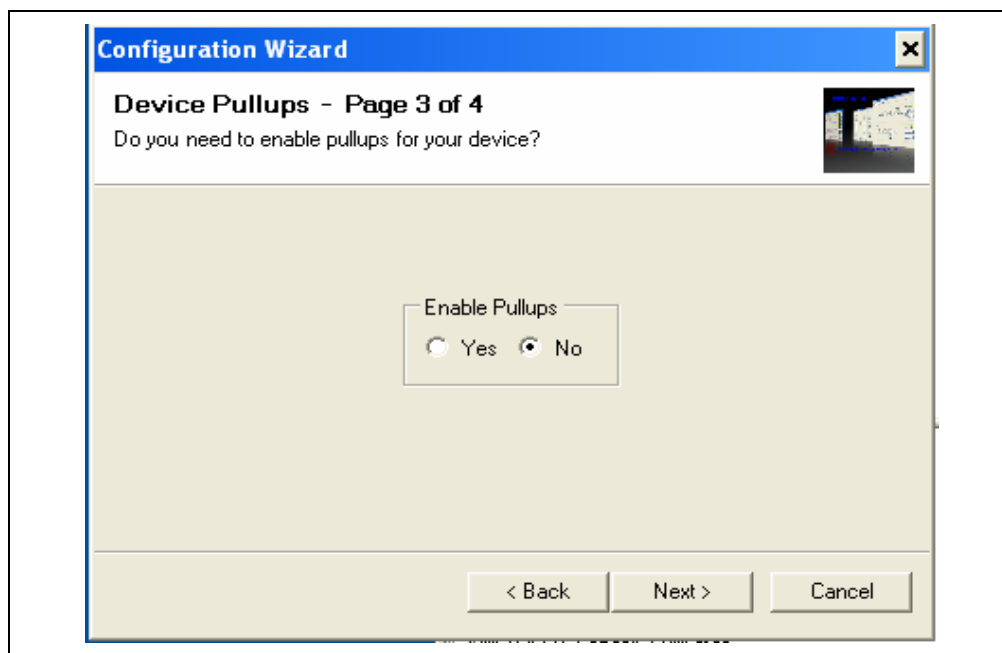 Configuration Wizard
Device Pullups - Page 3 of 4
Do you need to enable pullups for your device?
Enable Pullups
Yes No
< Back Next > Cancel